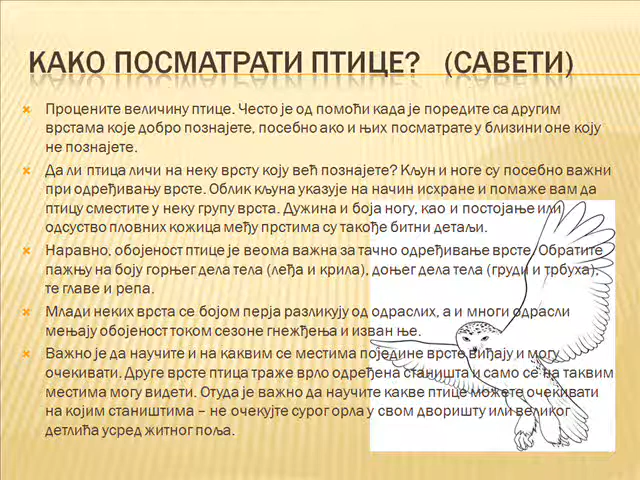 КАКО ПОСМАТРАТИ ПТИЦЕ? (САВЕТИ)
Процените величину птице. Често је од помоћи када је поредите са другим
врстама које добро познајете, посебно ако и њих посматрате у близини оне коју
не познајете.
Да ли птица личи на неку врсту коју већ познајете? Кљун и ноге су посебно важни
при одређивању врсте. Облик кљуна указује на начин исхране и помаже вам да
птицу сместите у неку групу врста. Дужина и боја ногу, као и постојање или
одсуство пловних кожица међу прстима су такође битни детаљи.
Наравно, обојеност птице је веома важна за тачно одређивање врсте. Обратите
пажњу на боју горњег дела тела (леђа и крила), доњег дела тела (груди и трбуха),
те главе и репа.
Млади неких врста се бојом перја разликују од одраслих, а и многи одрасли
мењају обојеност током сезоне гнежђења и изван ње.
Важно је да научите и на каквим се местима поједине врсте виђају и могу
очекивати. Друге врсте птица траже врло одређена станишта и само се на таквим
местима могу видети. Отуда је важно да научите какве птице можете очекивати
на којим стаништима – не очекујте сурог орла у свом дворишту или великог
детлића усред житног поља.